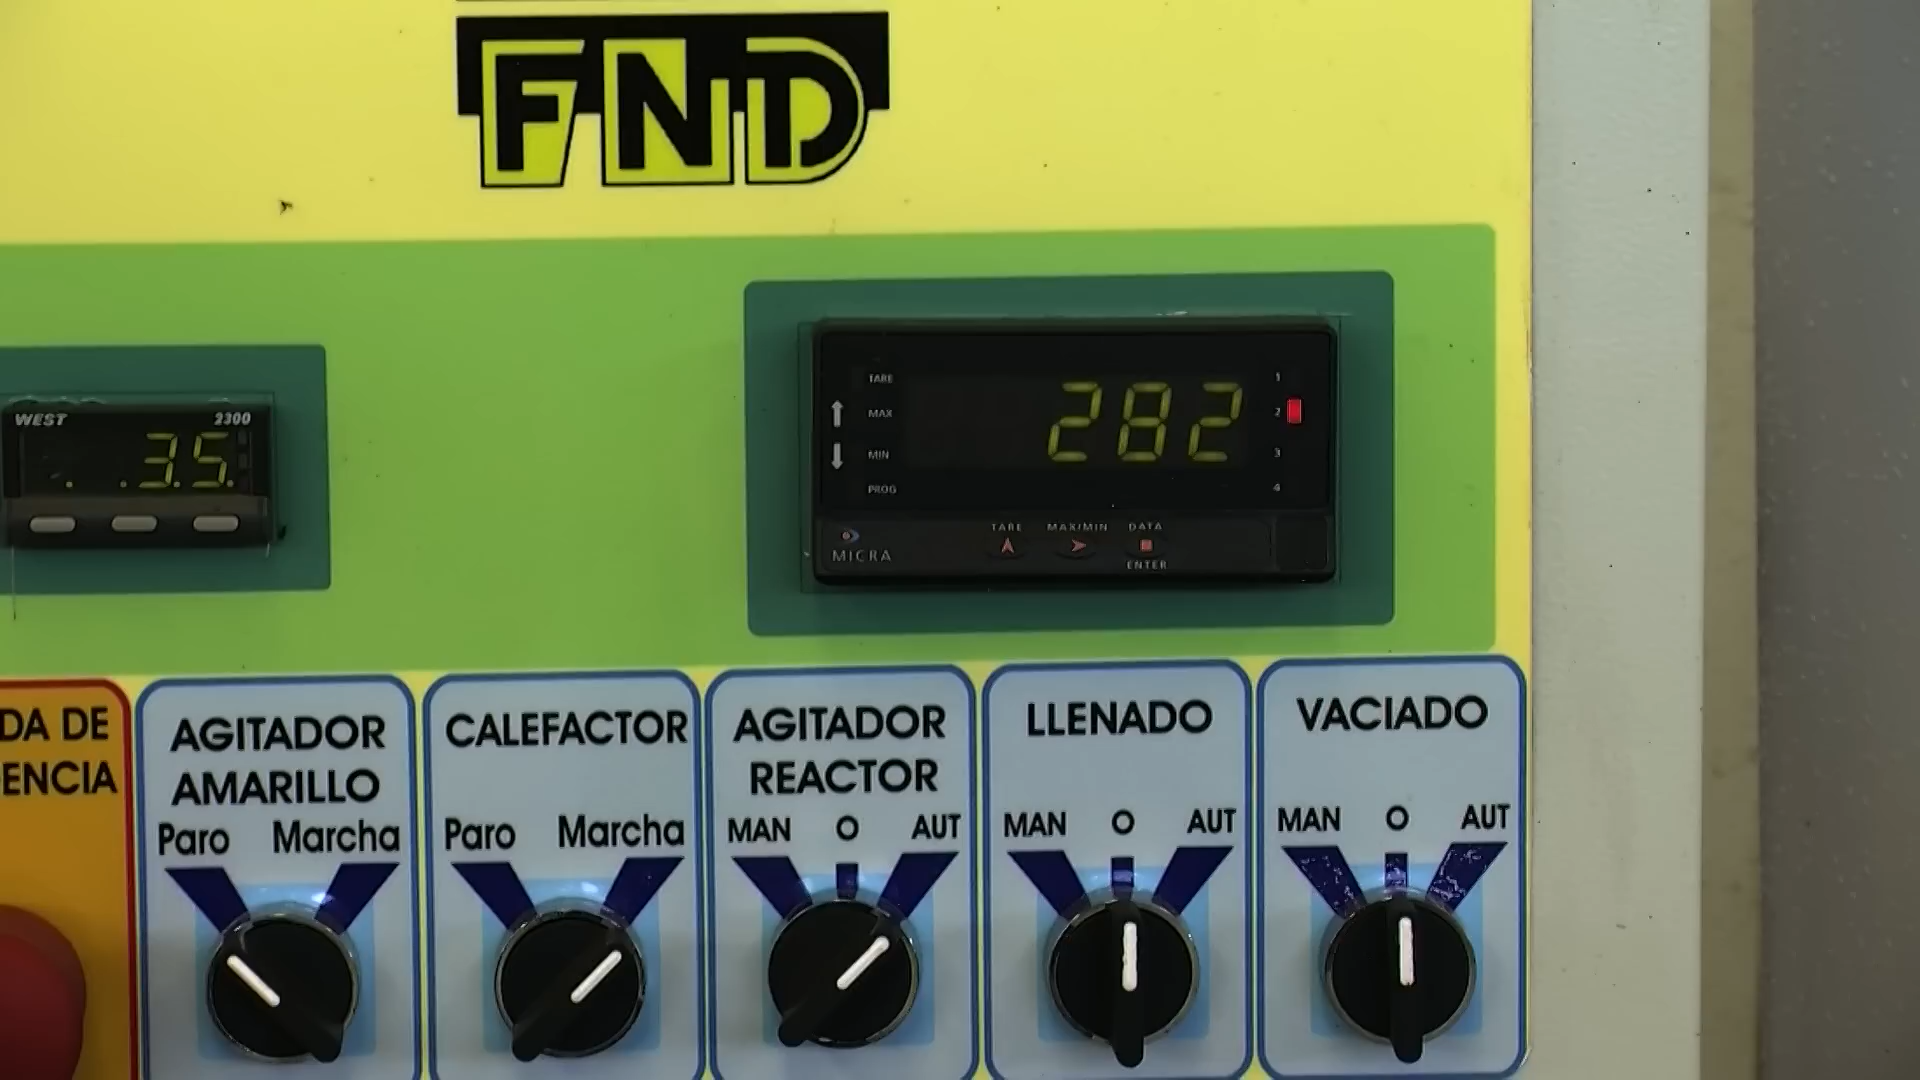 FND
WEST 2300
.35.
TARE
MAX
MIN
PROG
282
1
2
3
4
MICRA
TARE MAX/MIN DATA
ENTER
DA DE
ENCIA
AGITADOR
AMARILLO
Paro Marcha
CALEFACTOR
Paro Marcha
AGITADOR
REACTOR
MAN O AUT
LLENADO
MAN O AUT
VACIADO
MAN O AUT